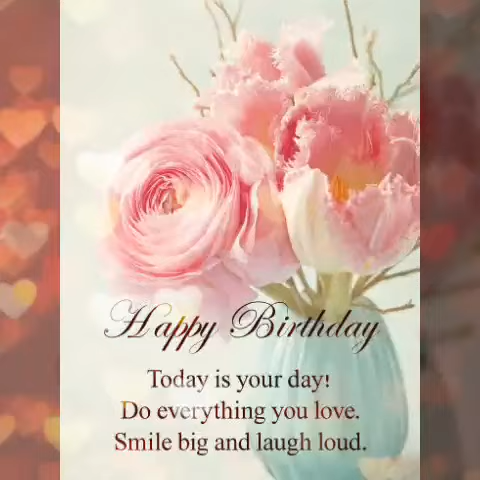 Happy Birthday
Today is your day!
Do everything you love.
Smile big and laugh loud.